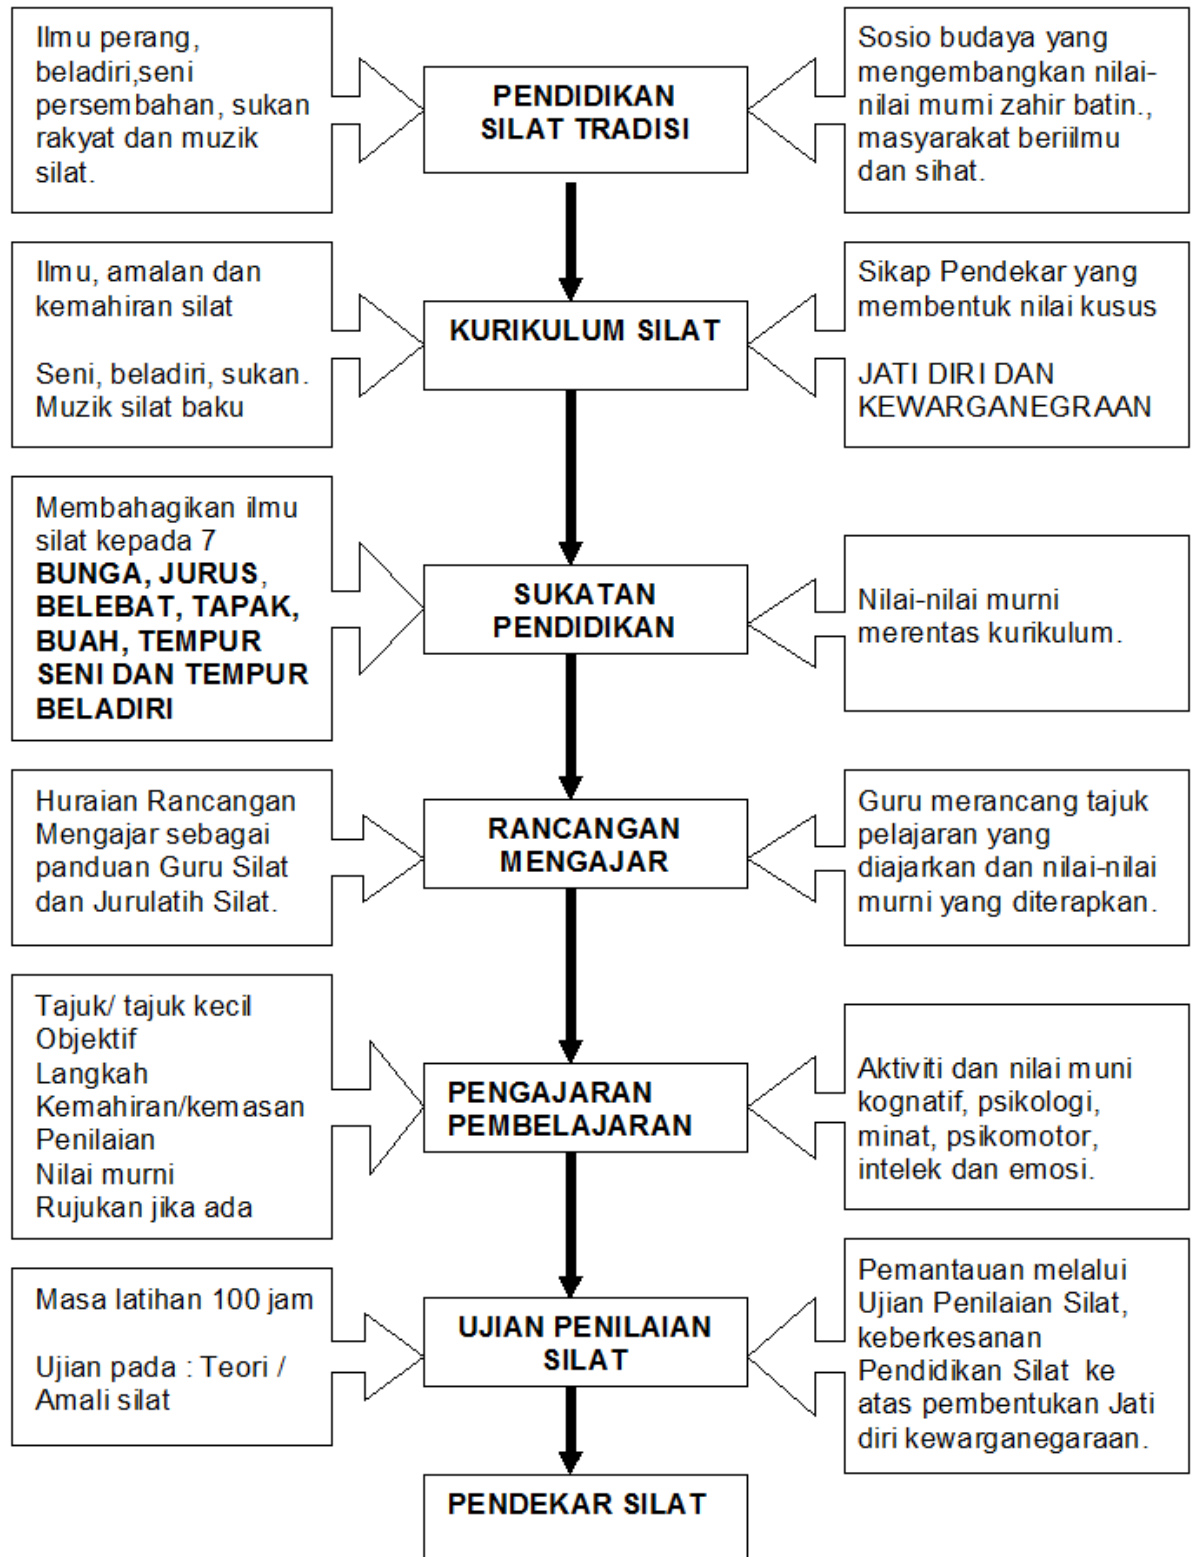 Ilmu perang,
beladiri,seni
persembahan, sukan
rakyat dan muzik
silat.
PENDIDIKAN
SILAT TRADISI
Sosio budaya yang
mengembangkan nilai-
nilai murni zahir batin.,
masyarakat beriilmu
dan sihat.
Ilmu, amalan dan
kemahiran silat
Seni, beladiri, sukan.
Muzik silat baku
KURIKULUM SILAT
Sikap Pendekar yang
membentuk nilai kusus
JATI DIRI DAN
KEWARGANEGRAAN
Membahagikan ilmu
silat kepada 7
BUNGA, JURUS,
BELEBAT, TAPAK,
BUAH, TEMPUR
SENI DAN TEMPUR
BELADIRI
SUKATAN
PENDIDIKAN
Nilai-nilai murni
merentas kurikulum.
Huraian Rancangan
Mengajar sebagai
panduan Guru Silat
dan Jurulatih Silat.
RANCANGAN
MENGAJAR
Guru merancang tajuk
pelajaran yang
diajarkan dan nilai-nilai
murni yang diterapkan.
Tajuk/ tajuk kecil
Objektif
Langkah
Kemahiran/kemasan
Penilaian
Nilai murni
Rujukan jika ada
PENGAJARAN
PEMBELAJARAN
Aktiviti dan nilai muni
kognatif, psikologi,
minat, psikomotor,
intelek dan emosi.
Masa latihan 100 jam
Ujian pada : Teori /
Amali silat
UJIAN PENILAIAN
SILAT
Pemantauan melalui
Ujian Penilaian Silat,
keberkesanan
Pendidikan Silat ke
atas pembentukan Jati
diri kewarganegaraan.
PENDEKAR SILAT